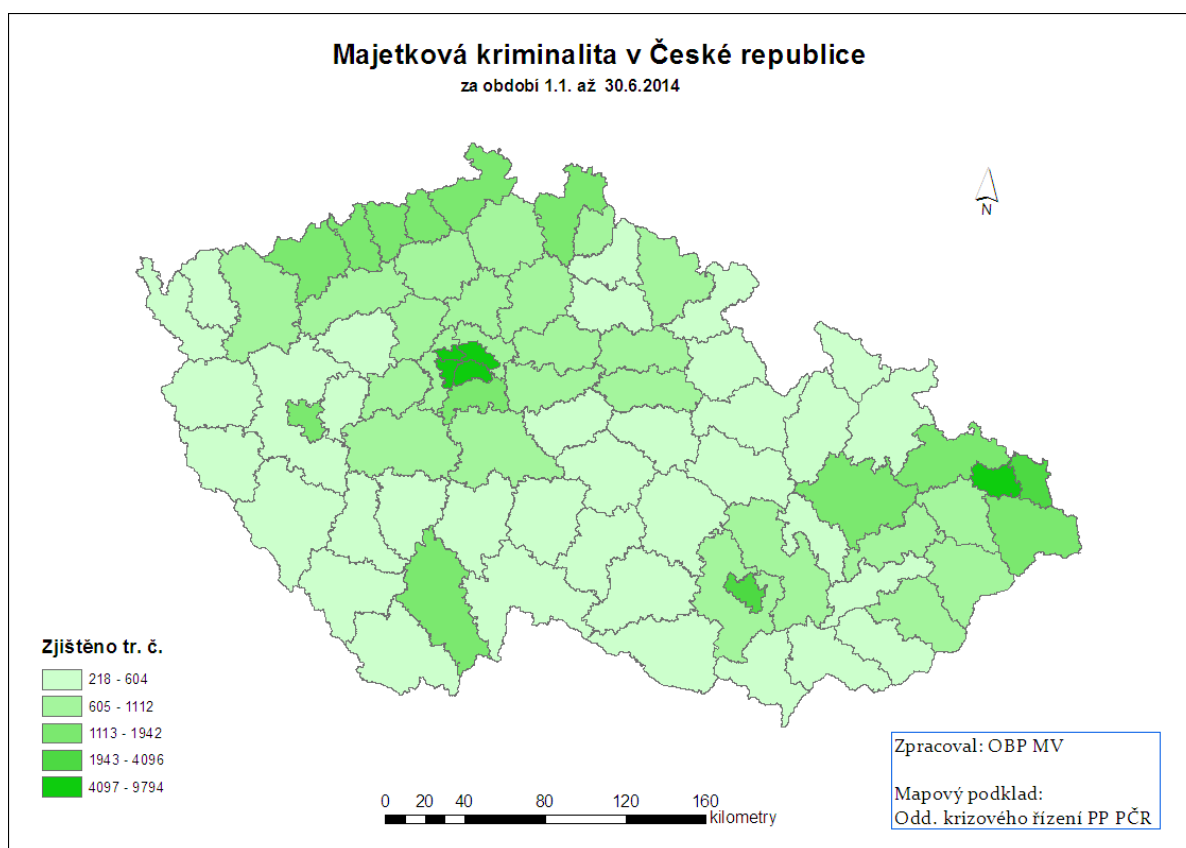 Majetková kriminalita v České republice
za období 1.1. až 30.6.2014
N
Zjištěno tr. č.
218 - 604
605 - 1112
1113 - 1942
1943 - 4096
4097 - 9794
0 20 40 80 120 160
kilometry
Zpracoval: OBP MV
Mapový podklad:
Odd. krizového řízení PP PČR